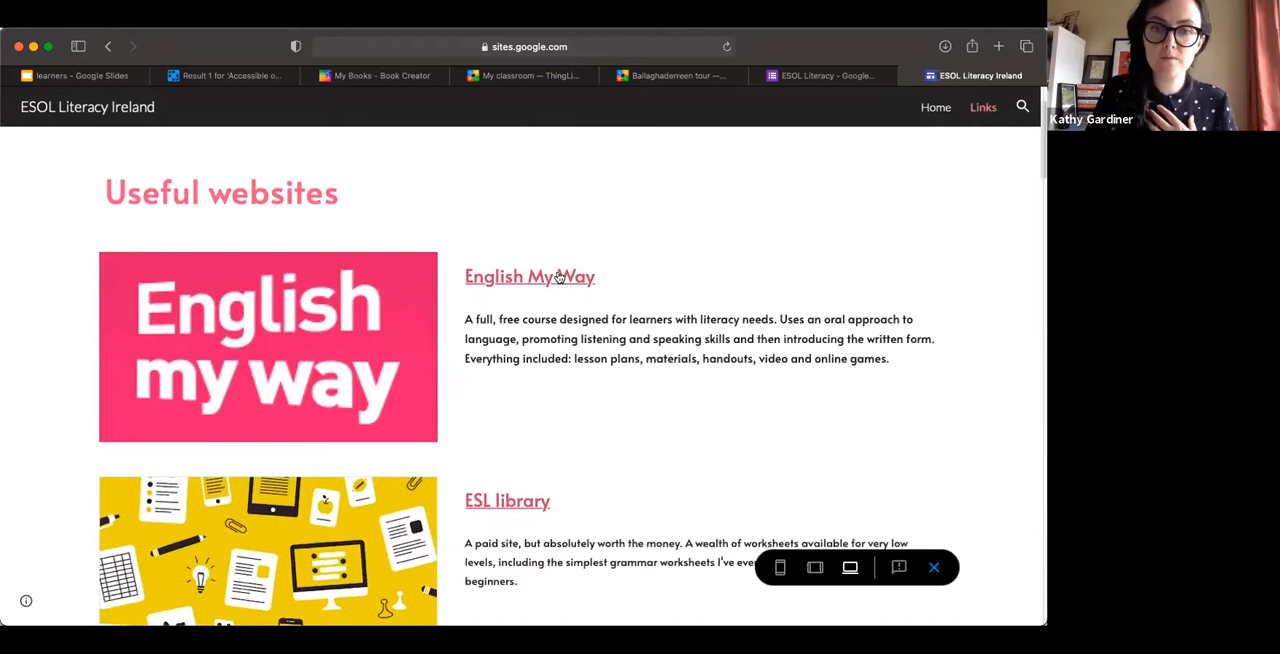 sites.google.com
learners - Google Slides
Result 1 for 'Accessible o...
My Books - Book Creator
My classroom — ThingLi...
Ballaghaderreen tour —...
ESOL Literacy - Google...
ESOL Literacy Ireland
ESOL Literacy Ireland
Home
Links
Kathy Gardiner
Useful websites
English
my way
English My Way
A full, free course designed for learners with literacy needs. Uses an oral approach to
language, promoting listening and speaking skills and then introducing the written form.
Everything included: lesson plans, materials, handouts, video and online games.
ESL library
A paid site, but absolutely worth the money. A wealth of worksheets available for very low
levels, including the simplest grammar worksheets I've eve
beginners.